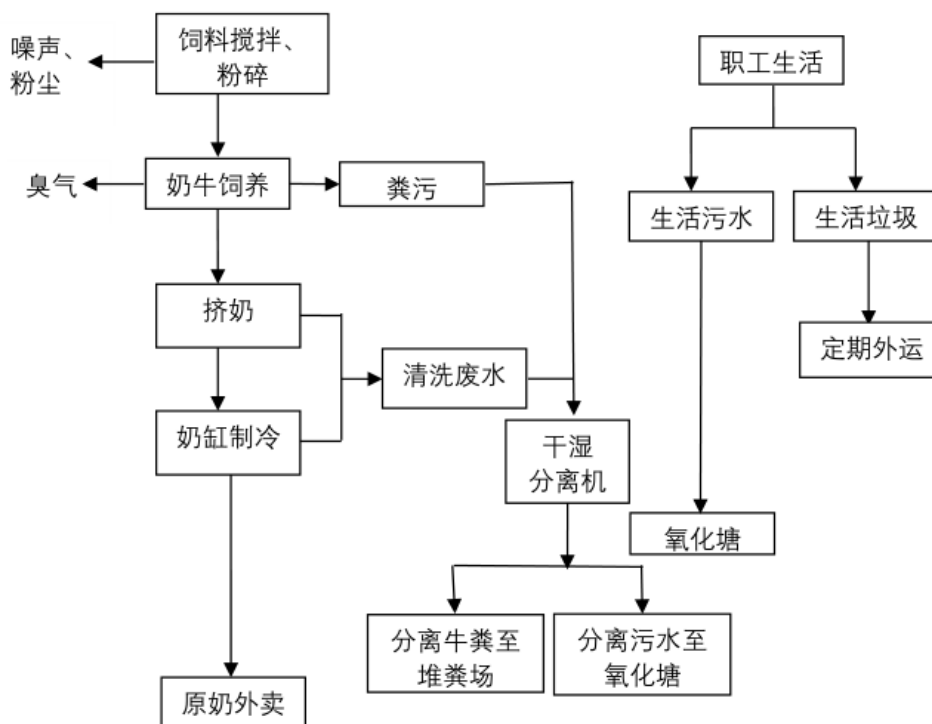 噪声、
粉尘
饲料搅拌、
粉碎
职工生活
臭气
奶牛饲养
粪污
生活污水
生活垃圾
挤奶
清洗废水
定期外运
奶缸制冷
干湿
分离机
氧化塘
分离牛粪至
堆粪场
分离污水至
氧化塘
原奶外卖